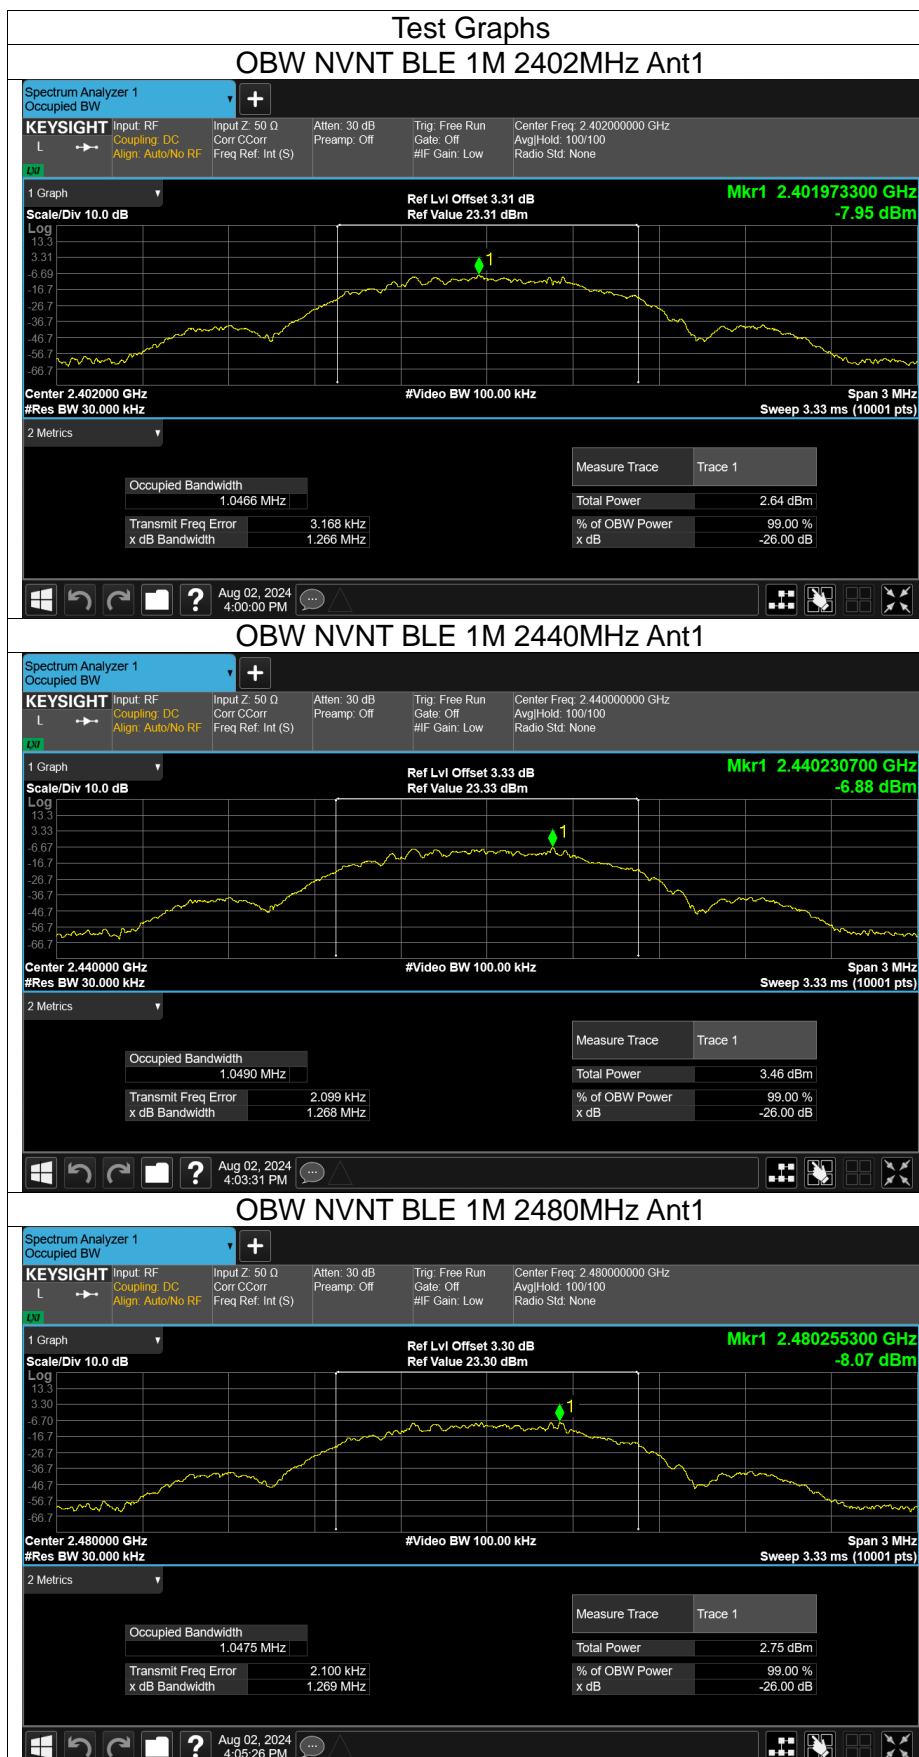 Test Graphs
OBW NVNT BLE 1M 2402MHz Ant1
Spectrum Analyzer 1
Occupied BW
KEYSIGHT Input: RF Input Z: 50 Ω Atten: 30 dB Trig: Free Run Center Freq: 2.402000000 GHz
L Coupling: DC Corr CCorr Preamp: Off Gate: Off Avg|Hold: 100/100
Align: Auto/No RF Freq Ref: Int (S) #IF Gain: Low Radio Std: None
LXI
1 Graph Ref Lvl Offset 3.31 dB Mkr1 2.401973300 GHz
Scale/Div 10.0 dB Ref Value 23.31 dBm -7.95 dBm
Log
13.3
3.31
1
-6.69
-16.7
-26.7
-36.7
-46.7
-56.7
-66.7
Center 2.402000 GHz #Video BW 100.00 kHz Span 3 MHz
#Res BW 30.000 kHz Sweep 3.33 ms (10001 pts)
2 Metrics
Measure Trace Trace 1
Occupied Bandwidth
1.0466 MHz Total Power 2.64 dBm
Transmit Freq Error 3.168 kHz % of OBW Power 99.00 %
x dB Bandwidth 1.266 MHz x dB -26.00 dB
? Aug 02, 2024
4:00:00 PM
OBW NVNT BLE 1M 2440MHz Ant1
Spectrum Analyzer 1
Occupied BW
KEYSIGHT Input: RF Input Z: 50 Ω Atten: 30 dB Trig: Free Run Center Freq: 2.440000000 GHz
L Coupling: DC Corr CCorr Preamp: Off Gate: Off Avg|Hold: 100/100
Align: Auto/No RF Freq Ref: Int (S) #IF Gain: Low Radio Std: None
LXI
1 Graph Ref Lvl Offset 3.33 dB Mkr1 2.440230700 GHz
Scale/Div 10.0 dB Ref Value 23.33 dBm -6.88 dBm
Log
13.3
3.33
1
-6.67
-16.7
-26.7
-36.7
-46.7
-56.7
-66.7
Center 2.440000 GHz #Video BW 100.00 kHz Span 3 MHz
#Res BW 30.000 kHz Sweep 3.33 ms (10001 pts)
2 Metrics
Measure Trace Trace 1
Occupied Bandwidth
1.0490 MHz Total Power 3.46 dBm
Transmit Freq Error 2.099 kHz % of OBW Power 99.00 %
x dB Bandwidth 1.268 MHz x dB -26.00 dB
? Aug 02, 2024
4:03:31 PM
OBW NVNT BLE 1M 2480MHz Ant1
Spectrum Analyzer 1
Occupied BW
KEYSIGHT Input: RF Input Z: 50 Ω Atten: 30 dB Trig: Free Run Center Freq: 2.480000000 GHz
L Coupling: DC Corr CCorr Preamp: Off Gate: Off Avg|Hold: 100/100
Align: Auto/No RF Freq Ref: Int (S) #IF Gain: Low Radio Std: None
LXI
1 Graph Ref Lvl Offset 3.30 dB Mkr1 2.480255300 GHz
Scale/Div 10.0 dB Ref Value 23.30 dBm -8.07 dBm
Log
13.3
3.30
1
-6.70
-16.7
-26.7
-36.7
-46.7
-56.7
-66.7
Center 2.480000 GHz #Video BW 100.00 kHz Span 3 MHz
#Res BW 30.000 kHz Sweep 3.33 ms (10001 pts)
2 Metrics
Measure Trace Trace 1
Occupied Bandwidth
1.0475 MHz Total Power 2.75 dBm
Transmit Freq Error 2.100 kHz % of OBW Power 99.00 %
x dB Bandwidth 1.269 MHz x dB -26.00 dB
? Aug 02, 2024
4:05:26 PM